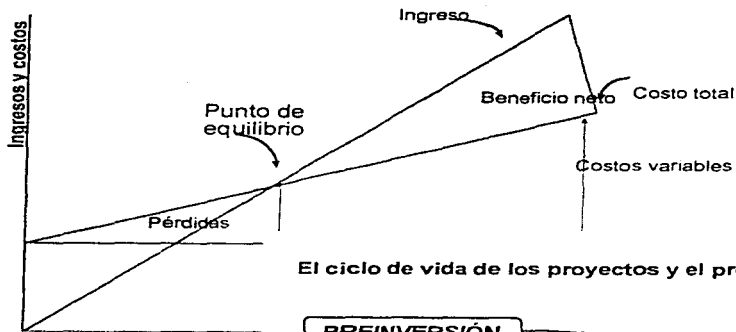 Ingreso
Ingresos y costos
Beneficio neto
Costo total
Punto de
equilibrio
Costos variables
Pérdidas
El ciclo de vida de los proyectos y el pr
PREINVERSIÓN